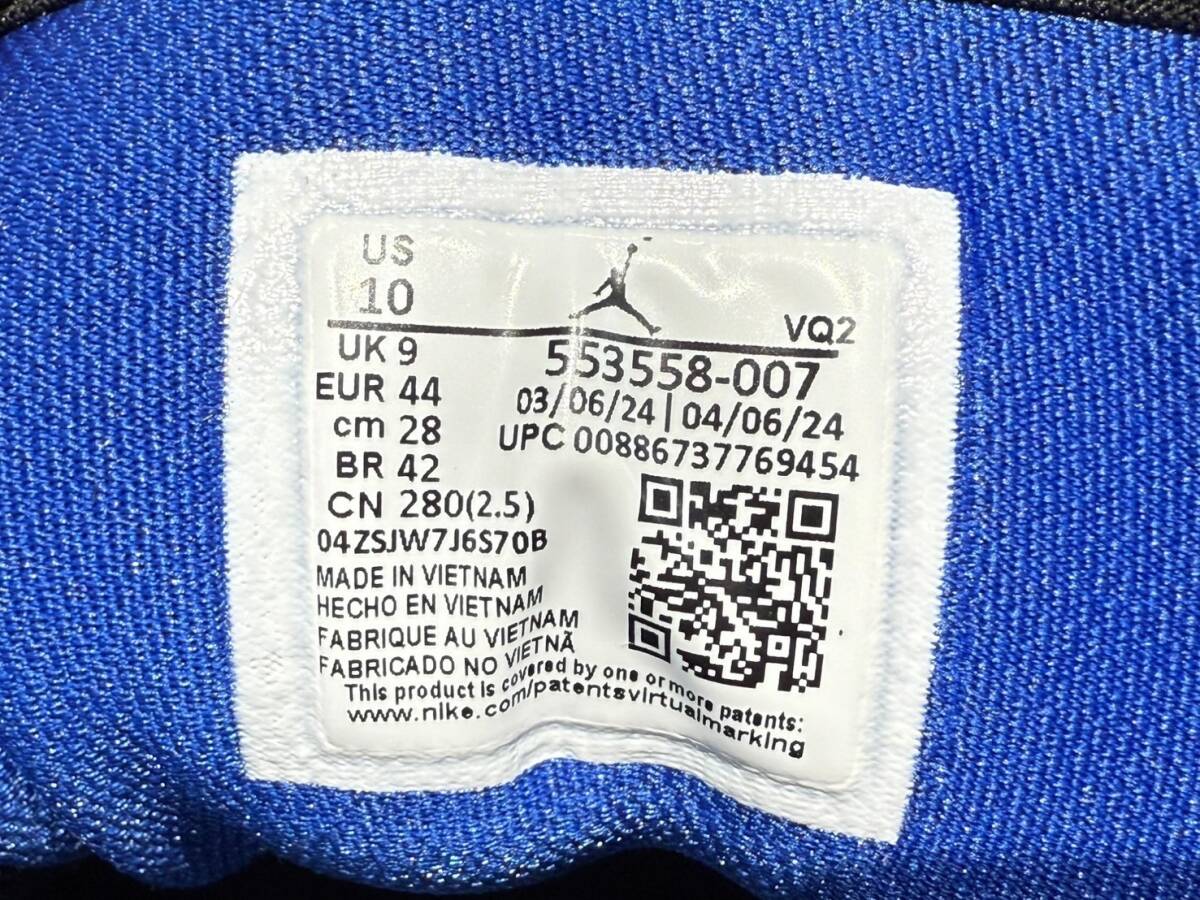 US
10
VQ2
UK 9
553558-007
EUR 44
03/06/24 | 04/06/24
cm 28
UPC 00886737769454
BR 42
CN 280(2.5)
04ZSJW7J6S70B
MADE IN VIETNAM
HECHO EN VIETNAM
FABRIQUE AU VIETNAM
FABRICADO NO VIETNÃ
This product is covered by one or more patents:
www.nike.com/patentsvirtualmarking